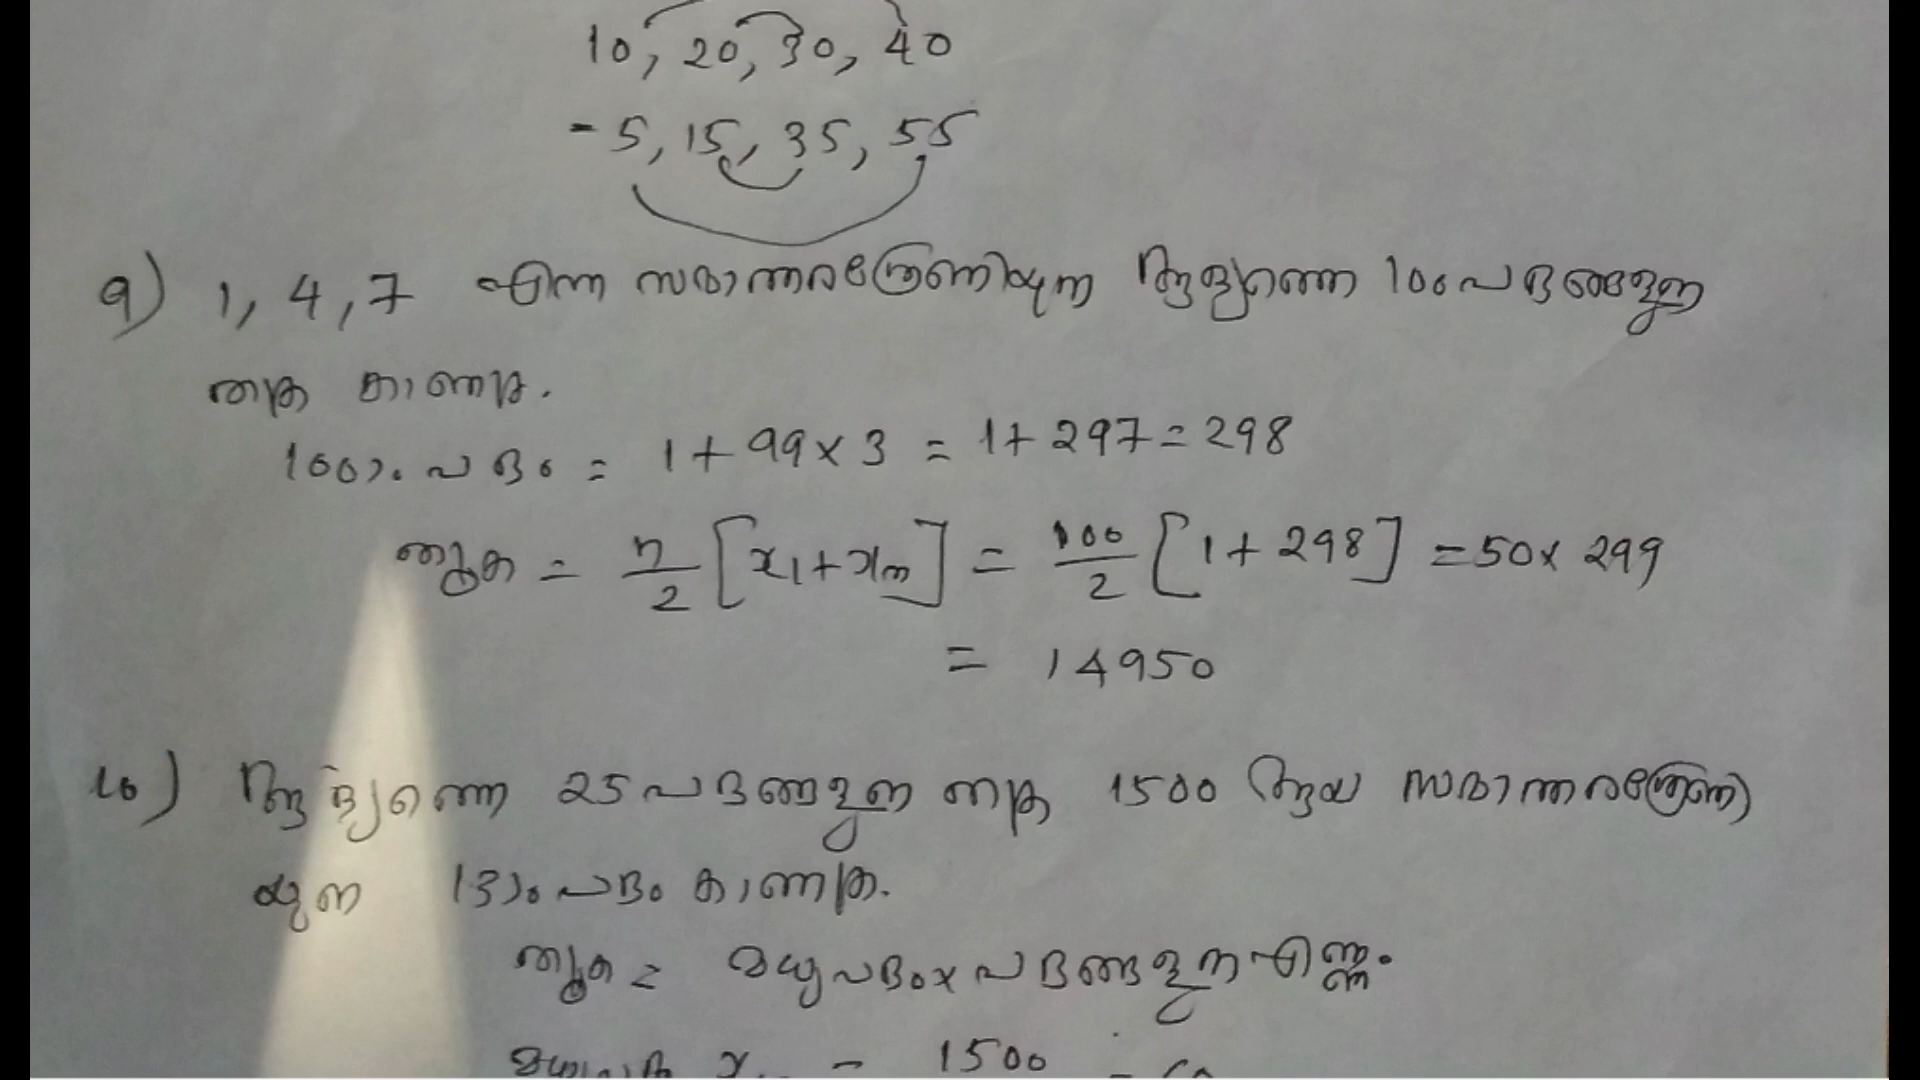 10, 20, 30, 40
-5, 15, 35, 55
9) 1, 4, 7 എന്ന സമാന്തരശ്രേണിയുടെ ആദ്യത്തെ 100 പദങ്ങളുടെ
തുക കാണുക.
100ാം പദം = 1 + 99 x 3 = 1 + 297 = 298
തുക = n/2 [x1 + xn] = 100/2 [1 + 298] = 50 x 299
= 14950
10) ആദ്യത്തെ 25 പദങ്ങളുടെ തുക 1500 ആയ സമാന്തരശ്രേണി
യുടെ 13ാം പദം കാണുക.
തുക = മധ്യപദം x പദങ്ങളുടെ എണ്ണം.
1500